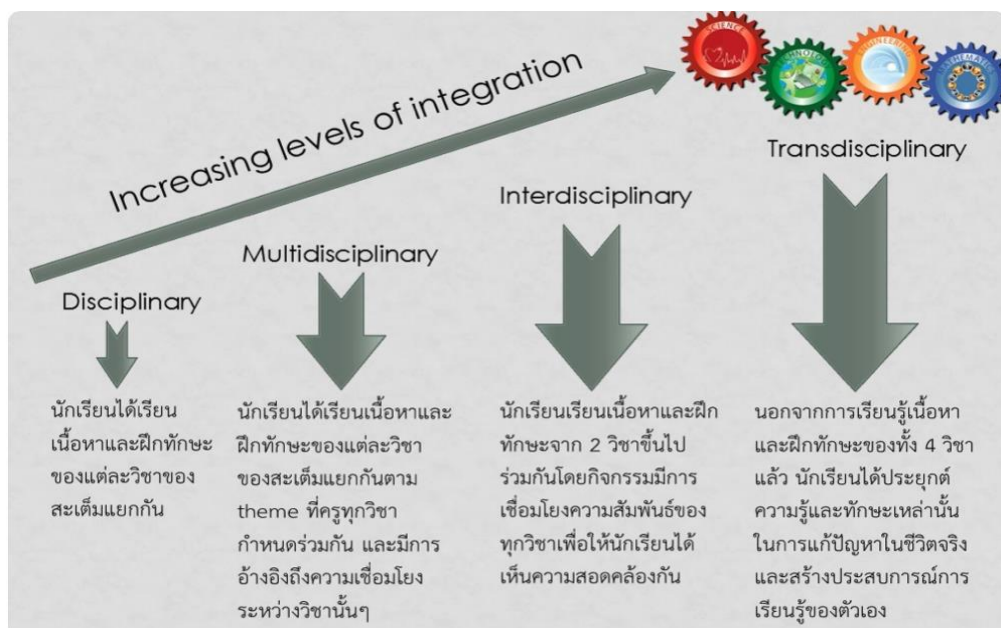 SCIENCE
TECHNOLOGY
ENGINEERING
MATHEMATICS
Increasing levels of integration
Transdisciplinary
Interdisciplinary
Multidisciplinary
Disciplinary
นักเรียนได้เรียน
เนื้อหาและฝึกทักษะ
ของแต่ละวิชาของ
สะเต็มแยกกัน
นักเรียนได้เรียนเนื้อหาและ
ฝึกทักษะของแต่ละวิชา
ของสะเต็มแยกกันตาม
theme ที่ครูทุกวิชา
กำหนดร่วมกัน และมีการ
อ้างอิงถึงความเชื่อมโยง
ระหว่างวิชานั้นๆ
นักเรียนเรียนเนื้อหาและฝึก
ทักษะจาก 2 วิชาขึ้นไป
ร่วมกันโดยกิจกรรมมีการ
เชื่อมโยงความสัมพันธ์ของ
ทุกวิชาเพื่อให้นักเรียนได้
เห็นความสอดคล้องกัน
นอกจากการเรียนรู้เนื้อหา
และฝึกทักษะของทั้ง 4 วิชา
แล้ว นักเรียนได้ประยุกต์
ความรู้และทักษะเหล่านั้น
ในการแก้ปัญหาในชีวิตจริง
และสร้างประสบการณ์การ
เรียนรู้ของตัวเอง